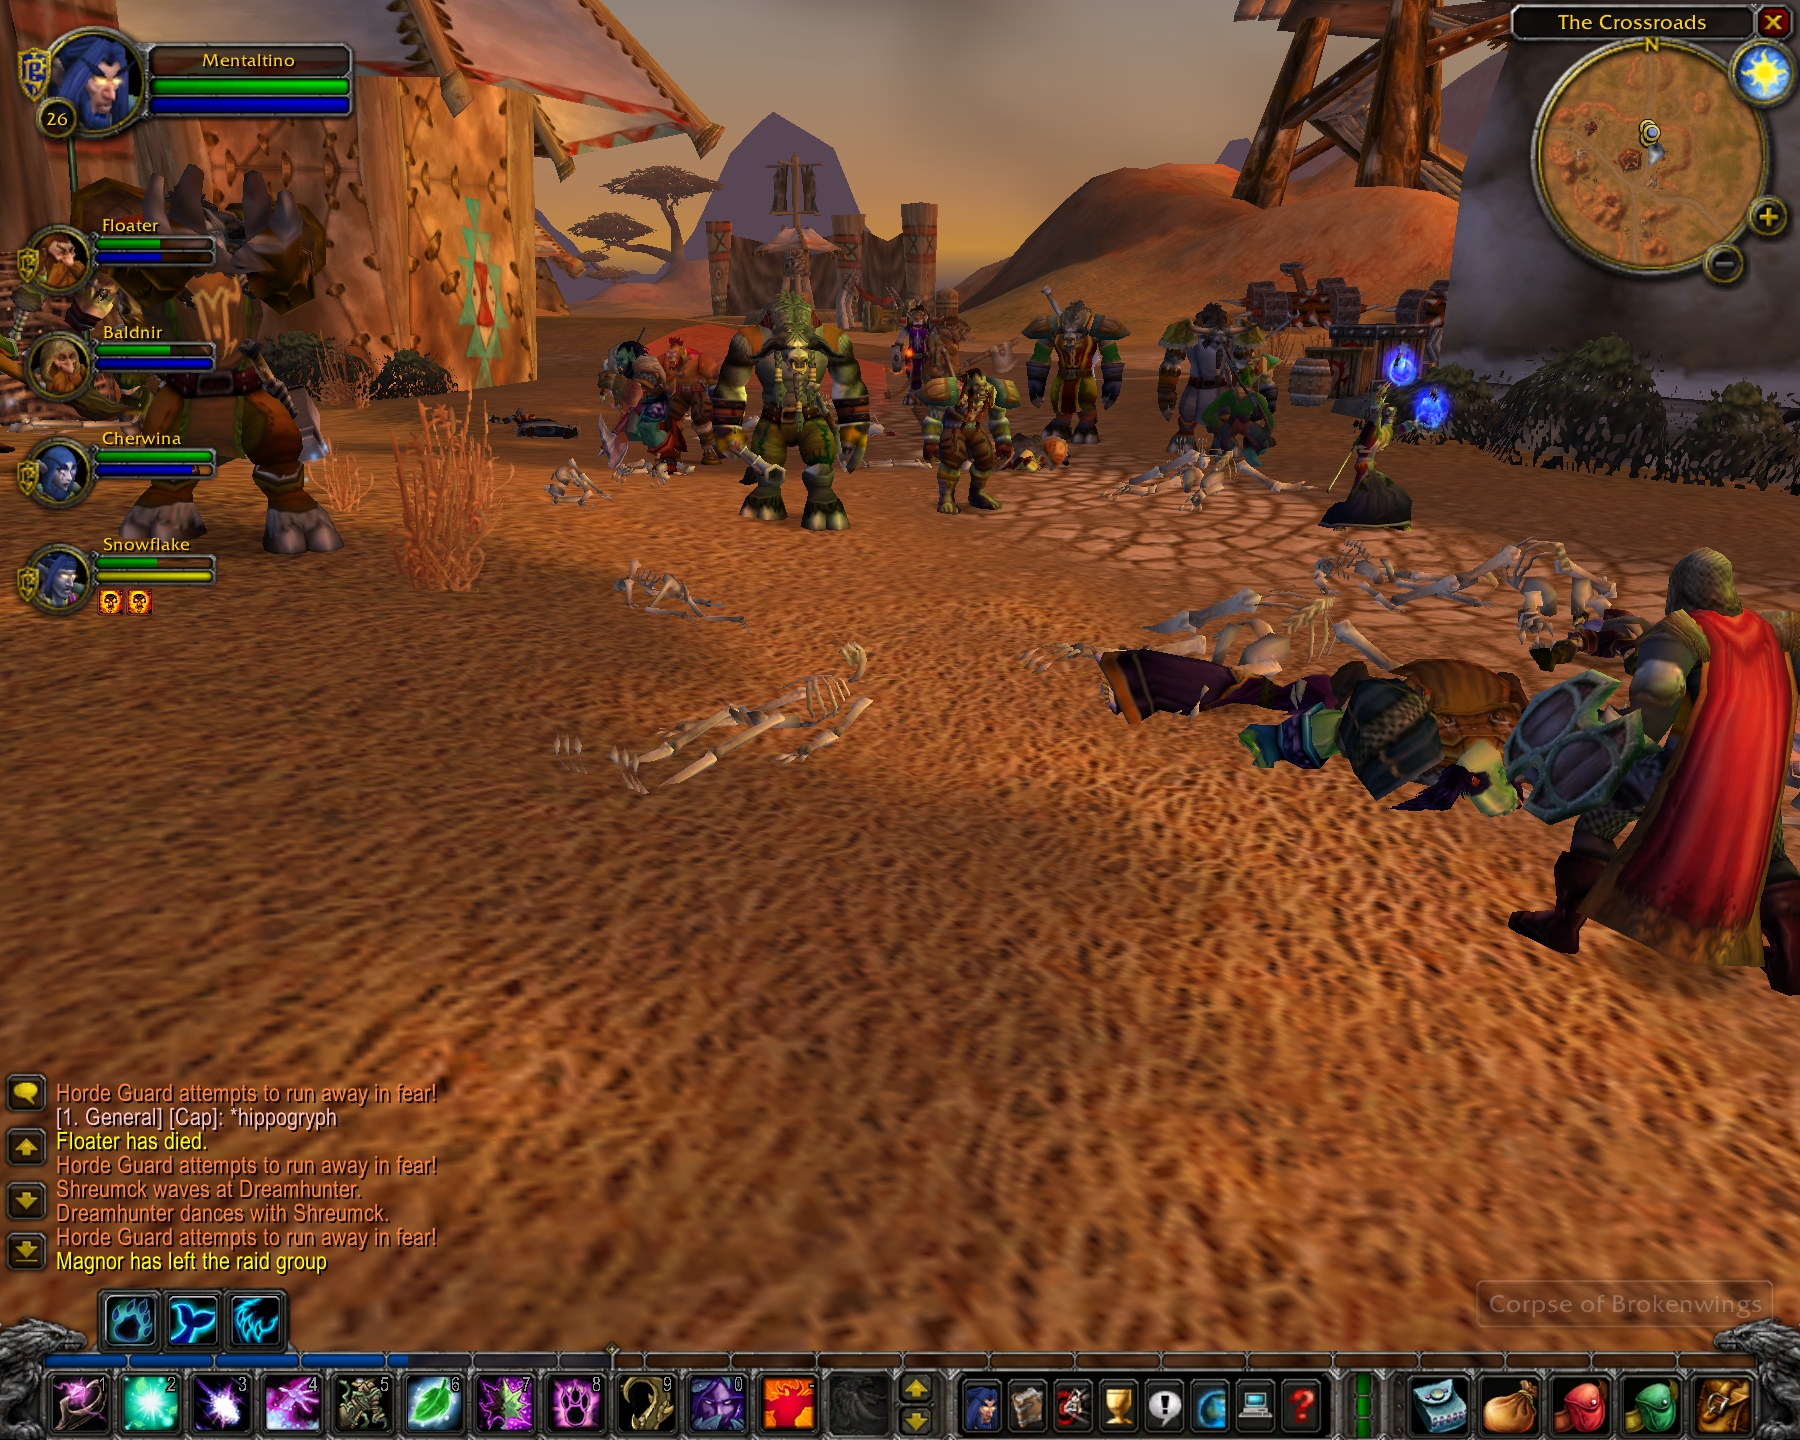 Mentaltino
26
The Crossroads
N
Floater
Baldnir
Cherwina
Snowflake
Horde Guard attempts to run away in fear!
[1. General] [Cap]: *hippogryph
Floater has died.
Horde Guard attempts to run away in fear!
Shreumck waves at Dreamhunter.
Dreamhunter dances with Shreumck.
Horde Guard attempts to run away in fear!
Magnor has left the raid group
Corpse of Brokenwings
1 2 3 4 5 6 7 8 9 0 -
! ?